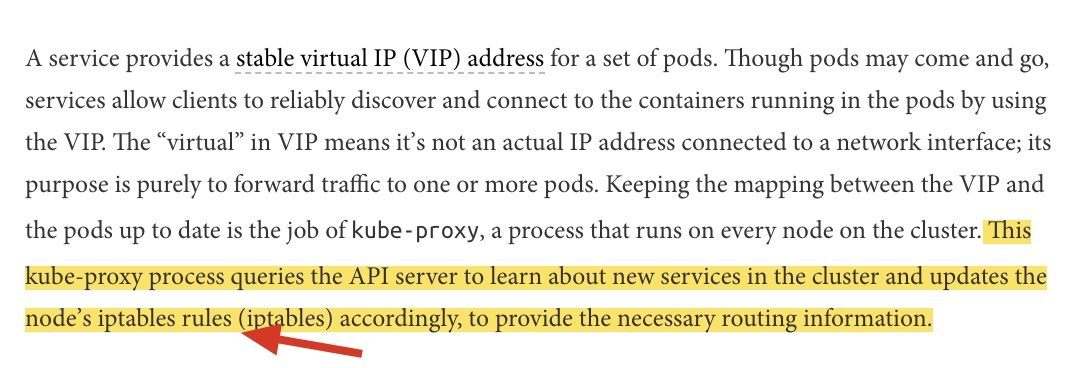 A service provides a stable virtual IP (VIP) address for a set of pods. Though pods may come and go,
services allow clients to reliably discover and connect to the containers running in the pods by using
the VIP. The “virtual” in VIP means it’s not an actual IP address connected to a network interface; its
purpose is purely to forward traffic to one or more pods. Keeping the mapping between the VIP and
the pods up to date is the job of kube-proxy, a process that runs on every node on the cluster. This
kube-proxy process queries the API server to learn about new services in the cluster and updates the
node’s iptables rules (iptables) accordingly, to provide the necessary routing information.